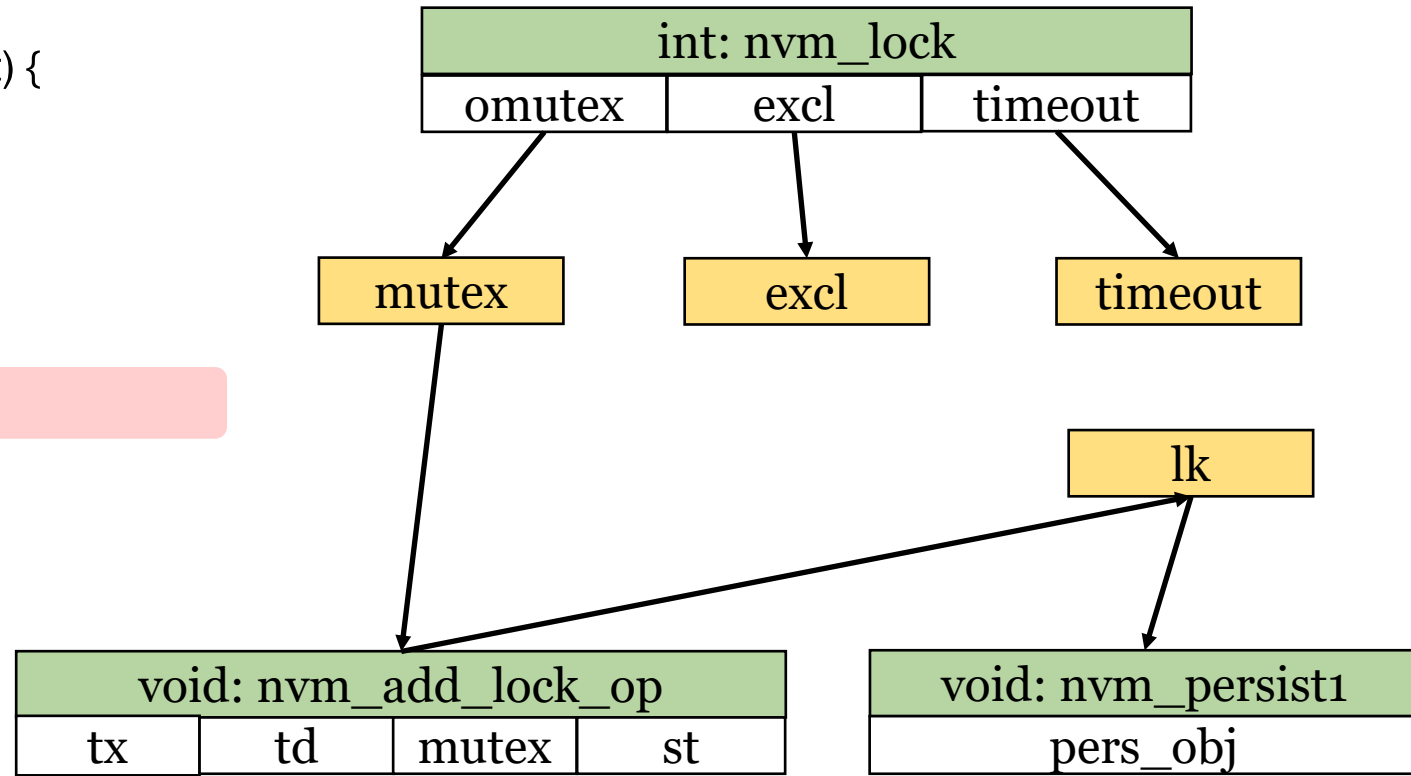 ) {
int: nvm_lock
omutex excl timeout
mutex excl timeout
lk
void: nvm_add_lock_op void: nvm_persist1
tx td mutex st pers_obj